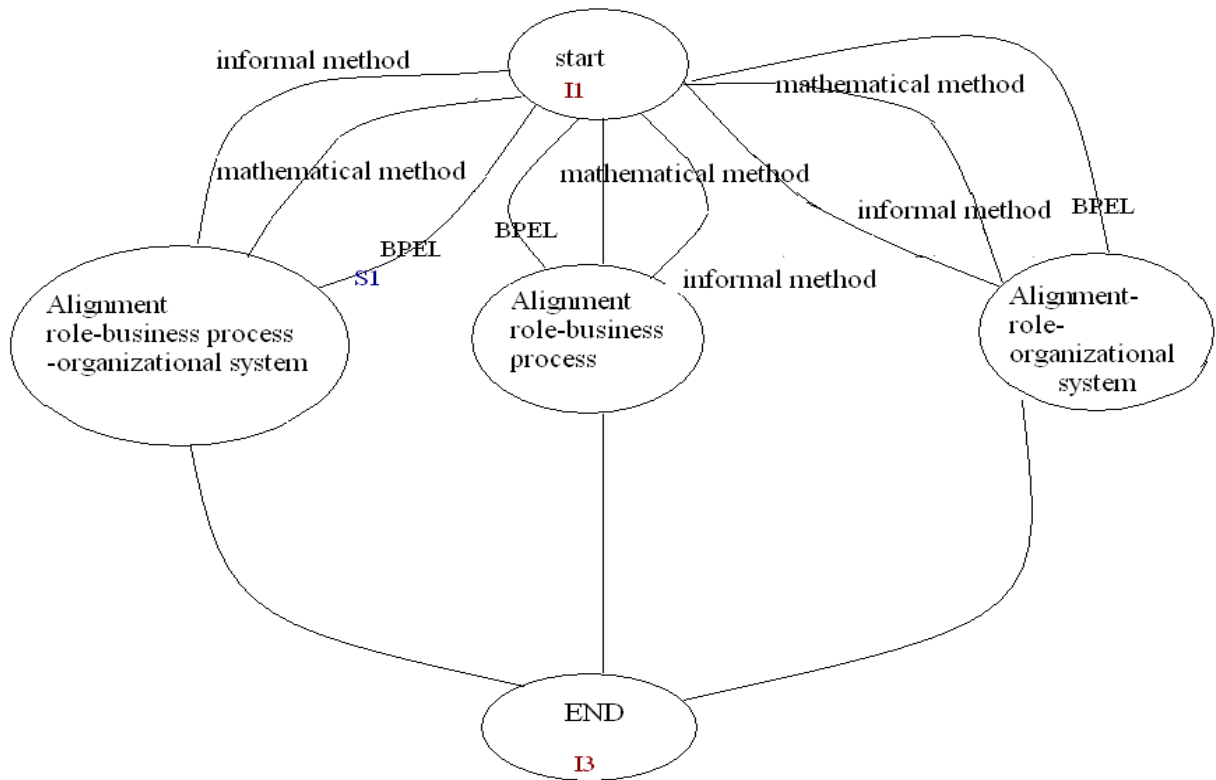 start
I1
informal method
mathematical method
mathematical method
mathematical method
informal method
BPEL
BPEL
BPEL
S1
informal method
Alignment
role-business process
-organizational system
Alignment
role-business
process
Alignment-
role-
organizational
system
END
I3